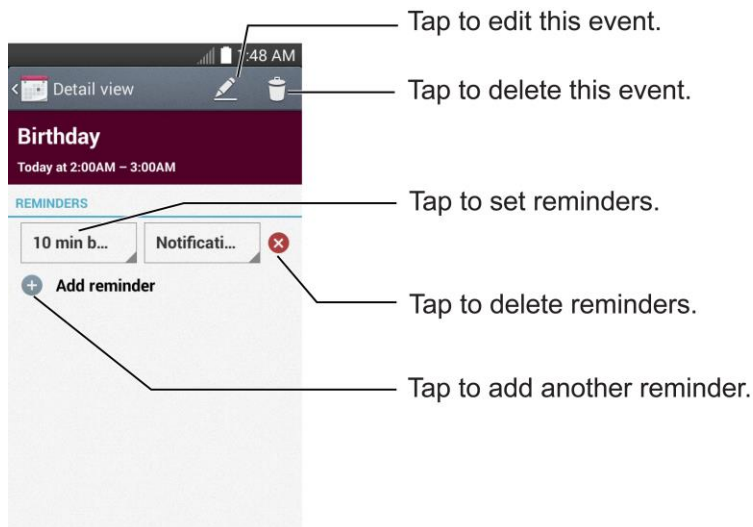 Tap to edit this event.
:48 AM
Detail view
Tap to delete this event.
Birthday
Today at 2:00AM – 3:00AM
REMINDERS
Tap to set reminders.
10 min b...
Notificati...
Add reminder
Tap to delete reminders.
Tap to add another reminder.